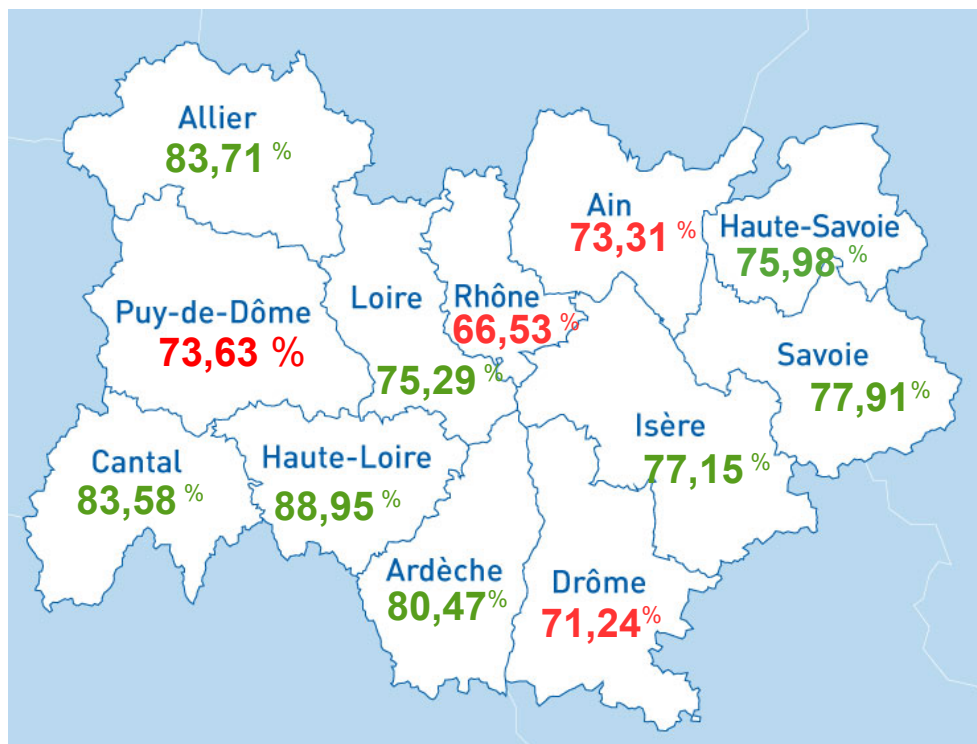 Allier
83,71 %
Ain
73,31 %
Haute-Savoie
75,98 %
Puy-de-Dôme
73,63 %
Loire
75,29 %
Rhône
66,53 %
Savoie
77,91 %
Isère
77,15 %
Cantal
83,58 %
Haute-Loire
88,95 %
Ardèche
80,47 %
Drôme
71,24 %